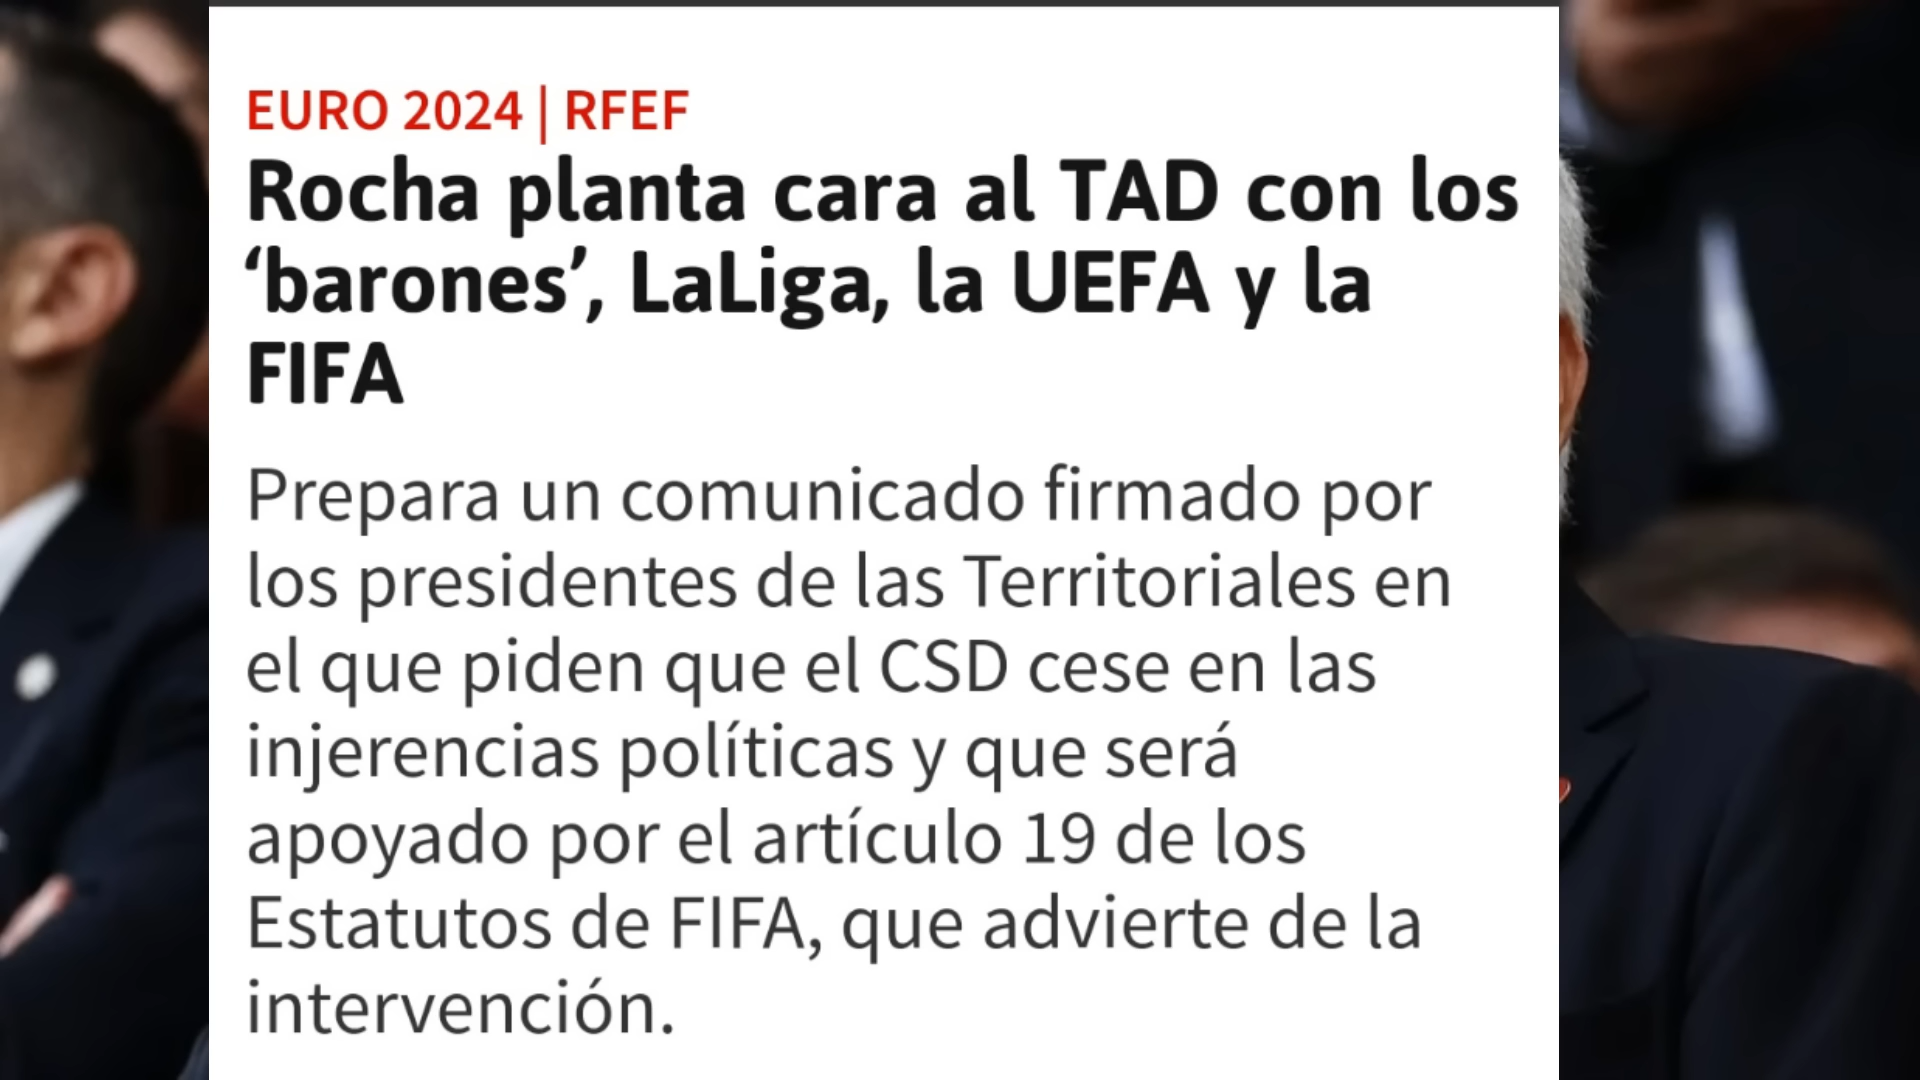 EURO 2024 | RFEF
Rocha planta cara al TAD con los
‘barones’, LaLiga, la UEFA y la
FIFA
Prepara un comunicado firmado por
los presidentes de las Territoriales en
el que piden que el CSD cese en las
injerencias políticas y que será
apoyado por el artículo 19 de los
Estatutos de FIFA, que advierte de la
intervención.